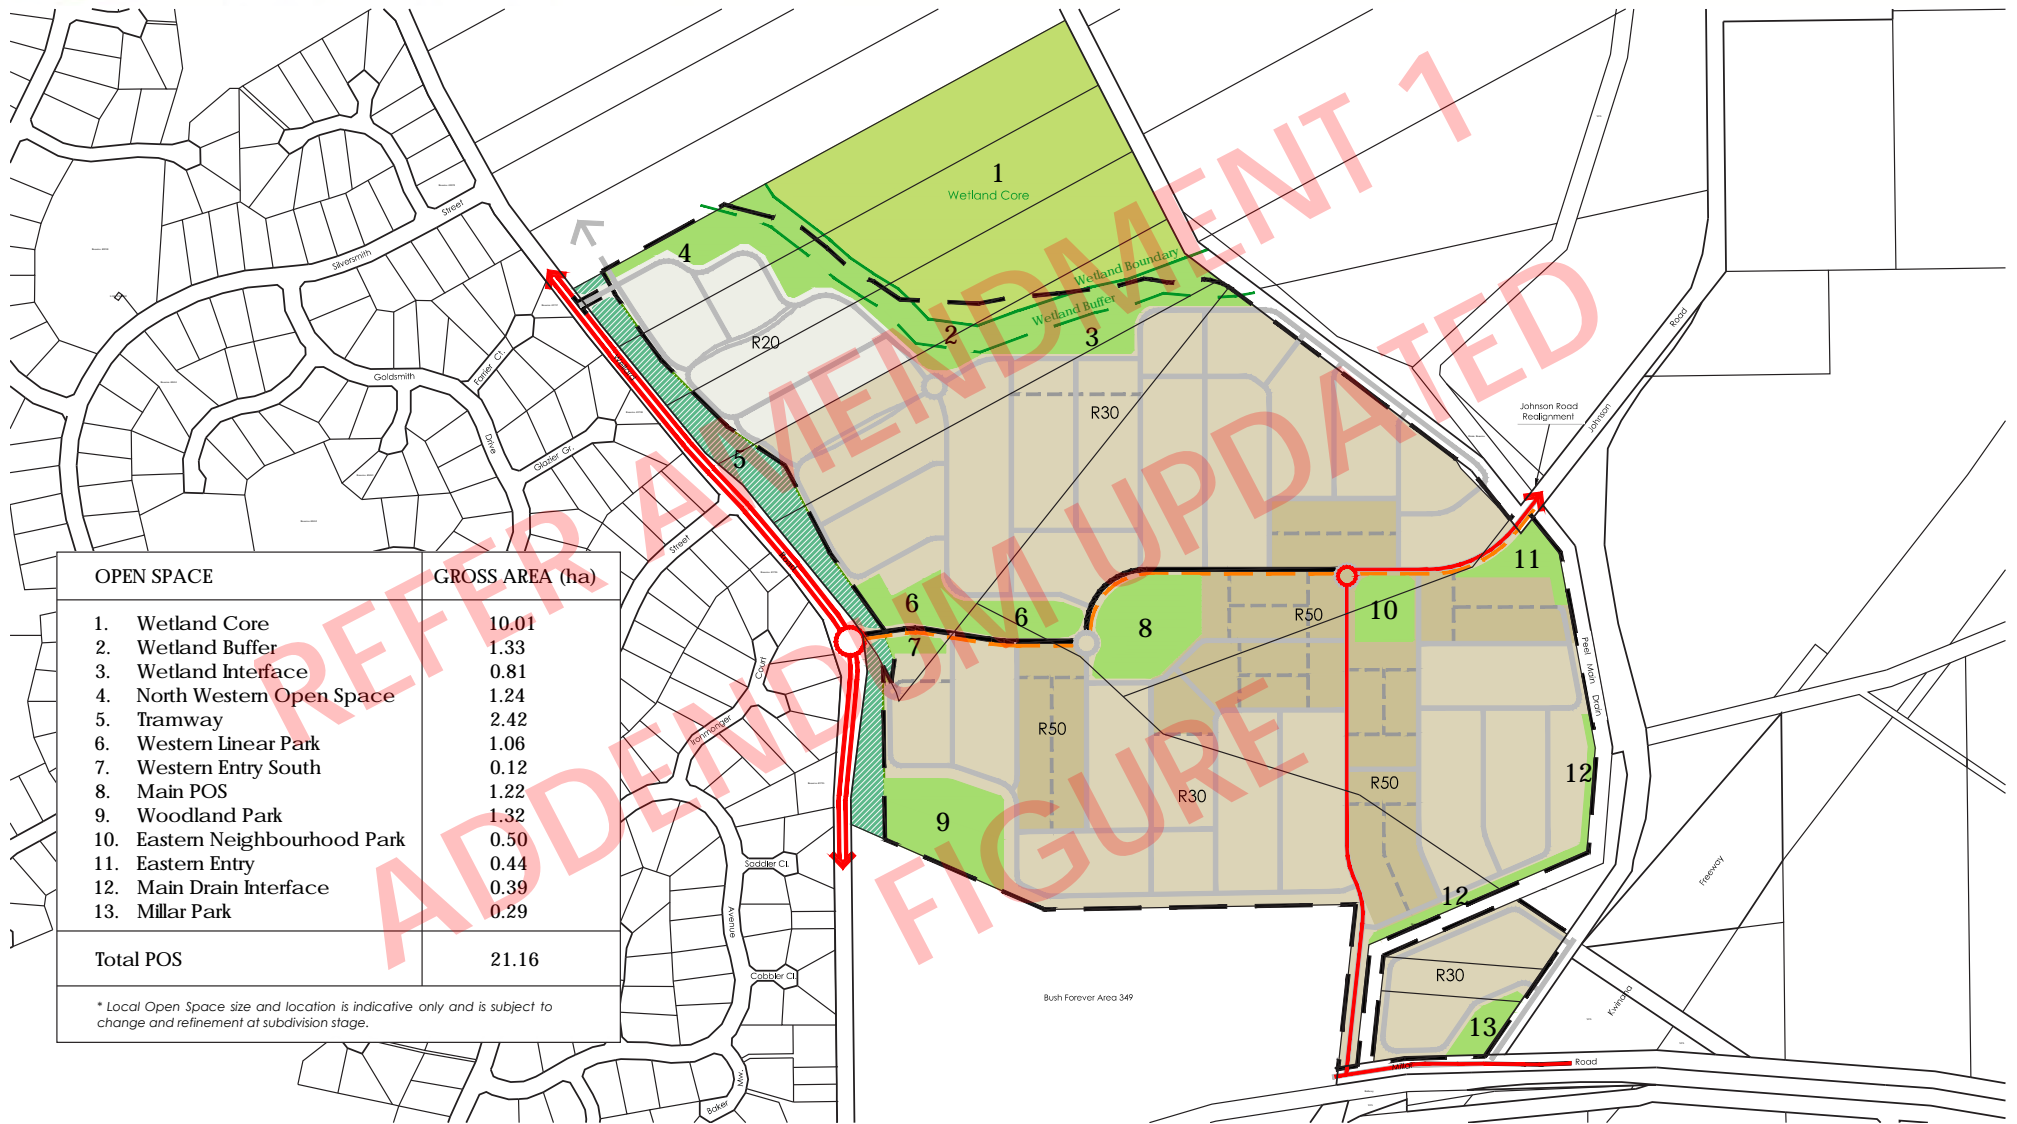 REFER AMENDMENT 1
ADDENDUM UPDATED
FIGURE
OPEN SPACE GROSS AREA (ha)
1. Wetland Core 10.01
2. Wetland Buffer 1.33
3. Wetland Interface 0.81
4. North Western Open Space 1.24
5. Tramway 2.42
6. Western Linear Park 1.06
7. Western Entry South 0.12
8. Main POS 1.22
9. Woodland Park 1.32
10. Eastern Neighbourhood Park 0.50
11. Eastern Entry 0.44
12. Main Drain Interface 0.39
13. Millar Park 0.29
Total POS 21.16
* Local Open Space size and location is indicative only and is subject to
change and refinement at subdivision stage.
1
Wetland Core
Wetland Boundary
Wetland Buffer
4
2
3
R20
R30
5
6
6
7
8
R50
10
11
R50
R30
R50
9
12
12
R30
13
Johnson Road
Realignment
Johnson
Road
Peel Main Drain
Freeway
Kwinana
Millar
Road
Bush Forever Area 349
Silversmith
Street
Goldsmith
Drive
Farrier Ct.
Glazier Gr.
Street
Court
Ironmonger
Saddler Cl.
Avenue
Cobbler Cl.
Mw.
Baker